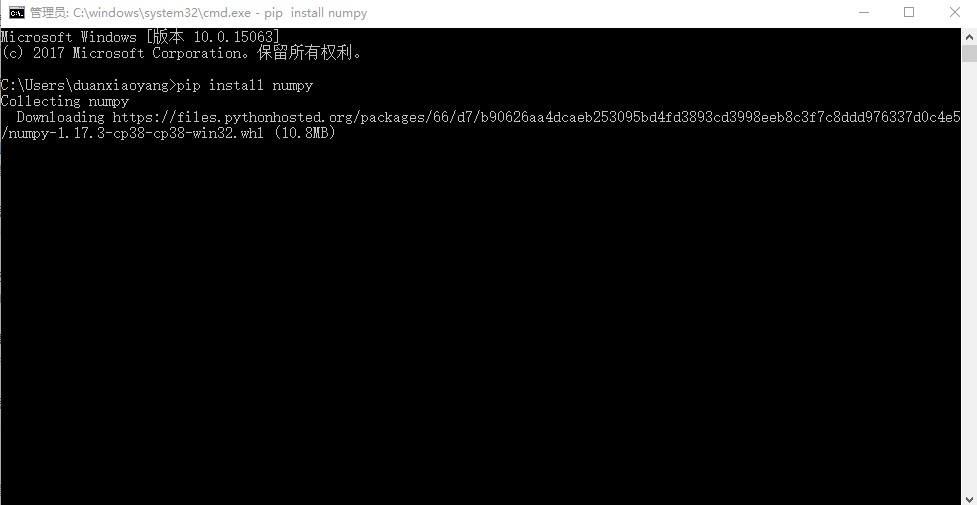 管理员: C:\windows\system32\cmd.exe - pip  install numpy
Microsoft Windows [版本 10.0.15063]
(c) 2017 Microsoft Corporation。保留所有权利。
C:\Users\duanxiaoyang>pip install numpy
Collecting numpy
  Downloading https://files.pythonhosted.org/packages/66/d7/b90626aa4dcaeb253095bd4fd3893cd3998eeb8c3f7c8ddd976337d0c4e5
/numpy-1.17.3-cp38-cp38-win32.whl (10.8MB)